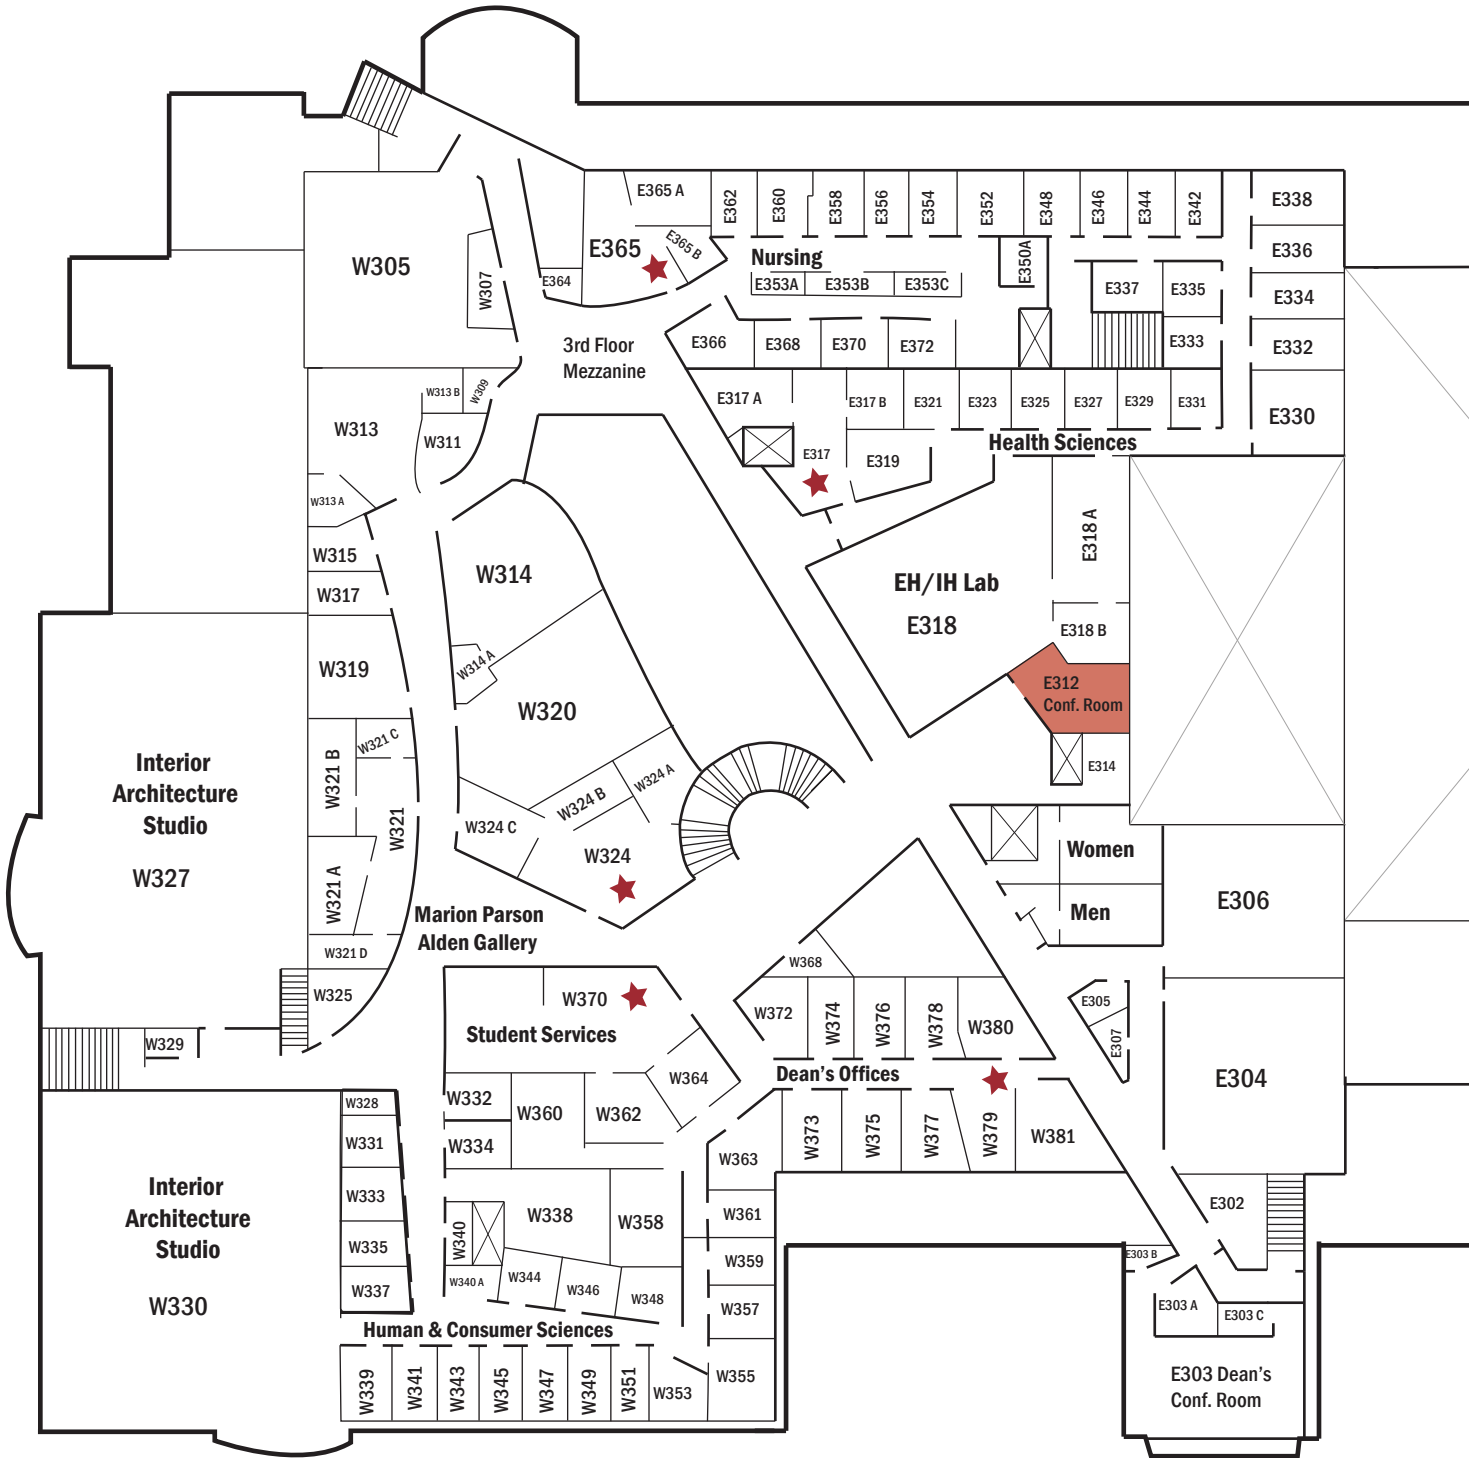 E365 A
E362
E360
E358
E356
E354
E352
E348
E346
E344
E342
E338
E365
E365 B
Nursing
E350A
E336
W305
W307
E364
E353A
E353B
E353C
E337
E335
E334
3rd Floor
Mezzanine
E366
E368
E370
E372
E333
E332
W313 B
W309
E317 A
E317 B
E321
E323
E325
E327
E329
E331
E330
W313
W311
Health Sciences
E317
E319
W313 A
E318 A
W315
W317
W314
EH/IH Lab
E318
E318 B
W319
W314 A
E312
Conf. Room
W320
W321 C
W321 B
Interior
Architecture
Studio
W327
E314
W324 A
W324 B
W324 C
W321
W324
Women
W321 A
Men
E306
Marion Parson
Alden Gallery
W321 D
W368
W325
W370
Student Services
W372
W374
W376
W378
W380
E305
E307
W329
Dean's Offices
W364
E304
W328
W332
W360
W362
W331
W334
W373
W375
W377
W379
W381
W363
Interior
Architecture
Studio
W330
W333
W338
W358
W361
E302
W335
W340
W359
E303 B
W340 A
W344
W346
W348
W337
W357
E303 A
E303 C
Human & Consumer Sciences
W339
W341
W343
W345
W347
W349
W351
W353
W355
E303 Dean's
Conf. Room